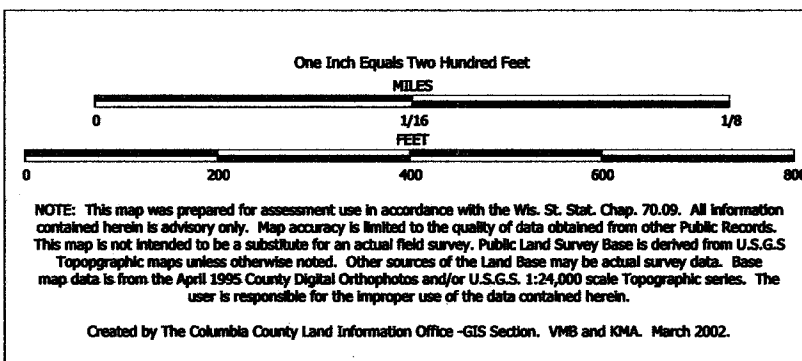 One Inch Equals Two Hundred Feet
MILES
0 1/16 1/8
FEET
0 200 400 600 800
NOTE: This map was prepared for assessment use in accordance with the Wis. St. Stat. Chap. 70.09. All information
contained herein is advisory only. Map accuracy is limited to the quality of data obtained from other Public Records.
This map is not intended to be a substitute for an actual field survey. Public Land Survey Base is derived from U.S.G.S
Topopgraphic maps unless otherwise noted. Other sources of the Land Base may be actual survey data. Base
map data is from the April 1995 County Digital Orthophotos and/or U.S.G.S. 1:24,000 scale Topographic series. The
user is responsible for the improper use of the data contained herein.
Created by The Columbia County Land Information Office -GIS Section. VMB and KMA. March 2002.